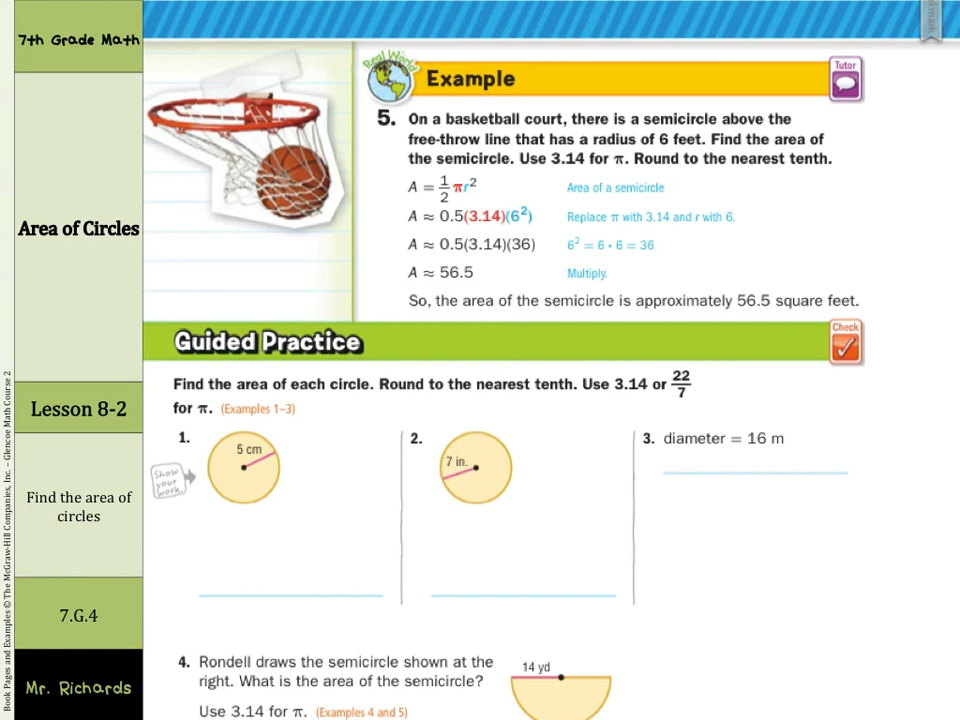 7th Grade Math
Area of Circles
Lesson 8-2
Find the area of
circles
7.G.4
Mr. Richards
Book Pages and Examples © The McGraw-Hill Companies, Inc. – Glencoe Math Course 2
Real World
Example
Tutor
5. On a basketball court, there is a semicircle above the
free-throw line that has a radius of 6 feet. Find the area of
the semicircle. Use 3.14 for π. Round to the nearest tenth.
A = 1/2 πr² Area of a semicircle
A ≈ 0.5(3.14)(6²) Replace π with 3.14 and r with 6.
A ≈ 0.5(3.14)(36) 6² = 6 · 6 = 36
A ≈ 56.5 Multiply.
So, the area of the semicircle is approximately 56.5 square feet.
Guided Practice
Check
Find the area of each circle. Round to the nearest tenth. Use 3.14 or 22/7
for π. (Examples 1–3)
1. 5 cm
Show your work.
2. 7 in.
3. diameter = 16 m
4. Rondell draws the semicircle shown at the
right. What is the area of the semicircle?
Use 3.14 for π. (Examples 4 and 5)
14 yd